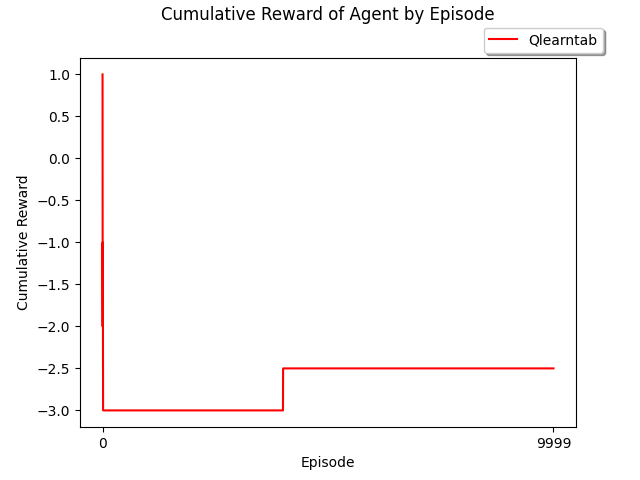 Cumulative Reward of Agent by Episode
Qlearntab
1.0
0.5
0.0
−0.5
−1.0
−1.5
−2.0
−2.5
−3.0
Cumulative Reward
0
9999
Episode